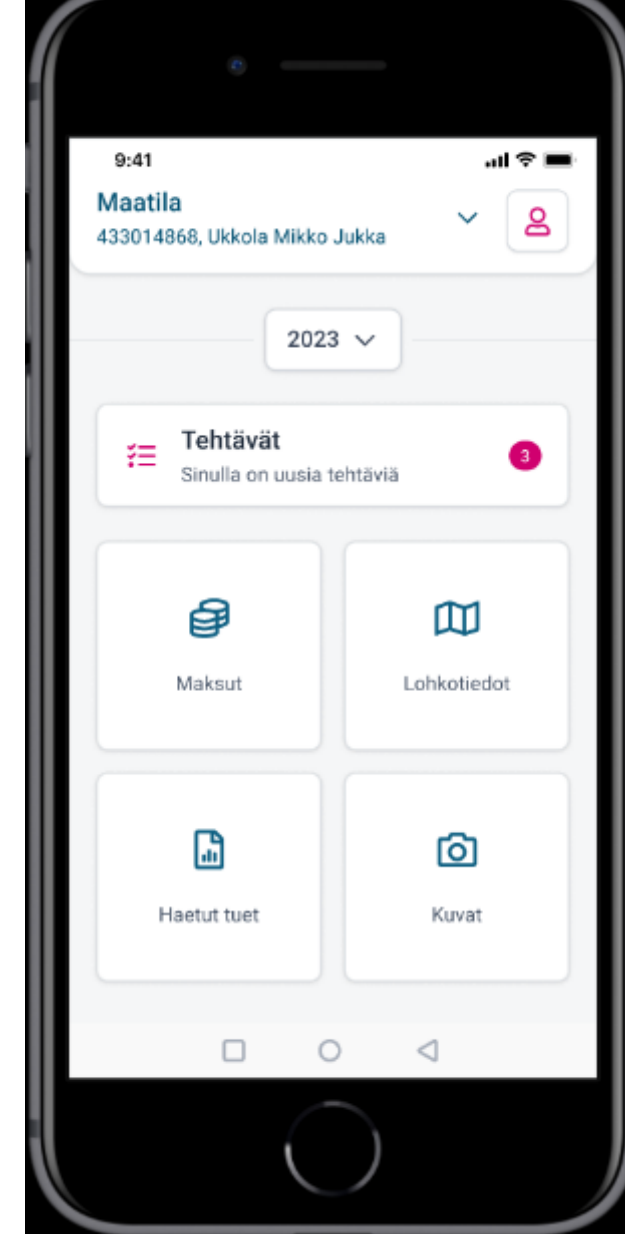 9:41
Maatila
433014868, Ukkola Mikko Jukka
2023
Tehtävät
Sinulla on uusia tehtäviä
3
Maksut
Lohkotiedot
Haetut tuet
Kuvat